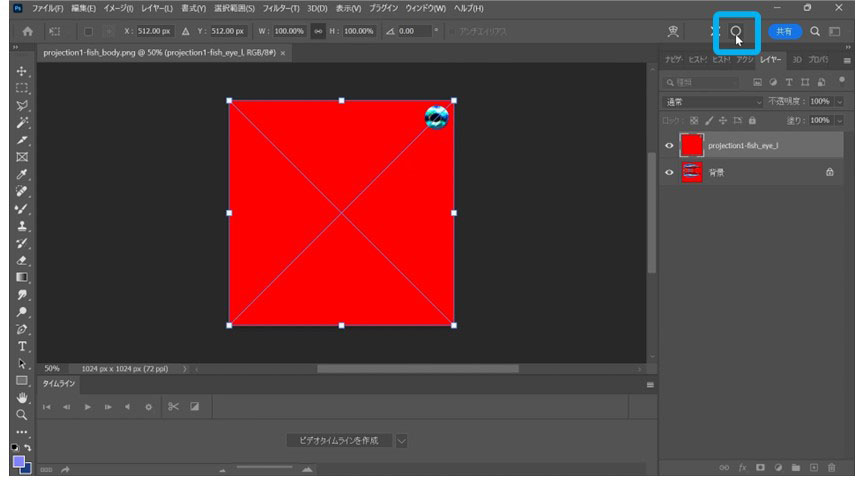 Ps ファイル(F) 編集(E) イメージ(I) レイヤー(L) 書式(Y) 選択範囲(S) フィルター(T) 3D(D) 表示(V) プラグイン ウィンドウ(W) ヘルプ(H)
X: 512.00 px Y: 512.00 px W: 100.00% H: 100.00% 0.00 ° アンチエイリアス 共有
projection1-fish_body.png @ 50% (projection1-fish_eye_l, RGB/8#) ×
ナビゲ ヒスト! ヒスト! アクシ レイヤー 3D プロパテ
種類
通常 不透明度: 100%
ロック: 塗り: 100%
projection1-fish_eye_l
背景
50% 1024 px x 1024 px (72 ppi)
タイムライン
ビデオタイムラインを作成
T
fx